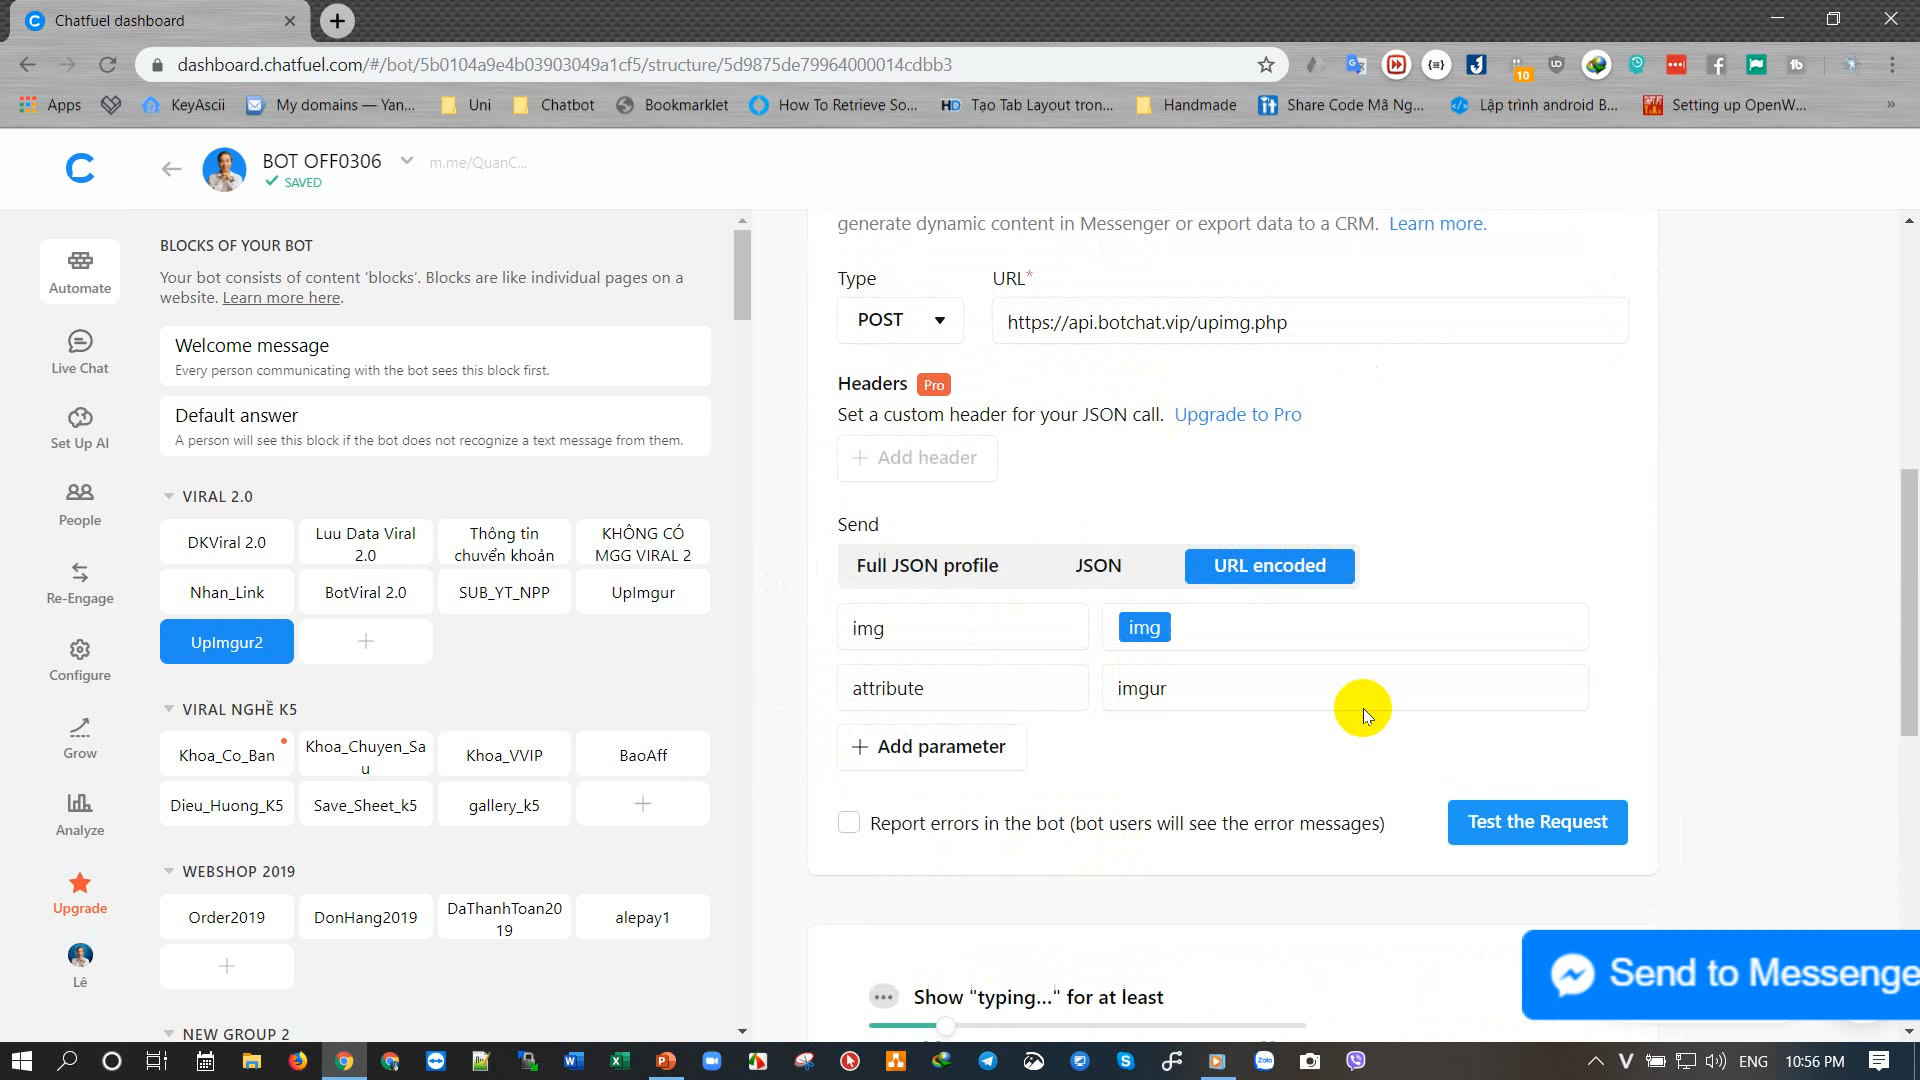 Chatfuel dashboard
dashboard.chatfuel.com/#/bot/5b0104a9e4b03903049a1cf5/structure/5d9875de79964000014cdbb3
10
Apps
KeyAscii
My domains — Yan...
Uni
Chatbot
Bookmarklet
How To Retrieve So...
HD Tạo Tab Layout tron...
Handmade
Share Code Mã Ng...
Lập trình android B...
Setting up OpenW...
BOT OFF0306
m.me/QuanC...
SAVED
Automate
Live Chat
Set Up AI
People
Re-Engage
Configure
Grow
Analyze
Upgrade
Lê
BLOCKS OF YOUR BOT
Your bot consists of content ‘blocks’. Blocks are like individual pages on a
website. Learn more here.
Welcome message
Every person communicating with the bot sees this block first.
Default answer
A person will see this block if the bot does not recognize a text message from them.
VIRAL 2.0
DKViral 2.0
Luu Data Viral
2.0
Thông tin
chuyển khoản
KHÔNG CÓ
MGG VIRAL 2
Nhan_Link
BotViral 2.0
SUB_YT_NPP
UpImgur
UpImgur2
VIRAL NGHỀ K5
Khoa_Co_Ban
Khoa_Chuyen_Sa
u
Khoa_VVIP
BaoAff
Dieu_Huong_K5
Save_Sheet_k5
gallery_k5
WEBSHOP 2019
Order2019
DonHang2019
DaThanhToan20
19
alepay1
NEW GROUP 2
generate dynamic content in Messenger or export data to a CRM. Learn more.
Type
URL*
POST
https://api.botchat.vip/upimg.php
Headers Pro
Set a custom header for your JSON call. Upgrade to Pro
+ Add header
Send
Full JSON profile
JSON
URL encoded
img
img
attribute
imgur
+ Add parameter
Report errors in the bot (bot users will see the error messages)
Test the Request
Show "typing..." for at least
Send to Messenge
ENG
10:56 PM